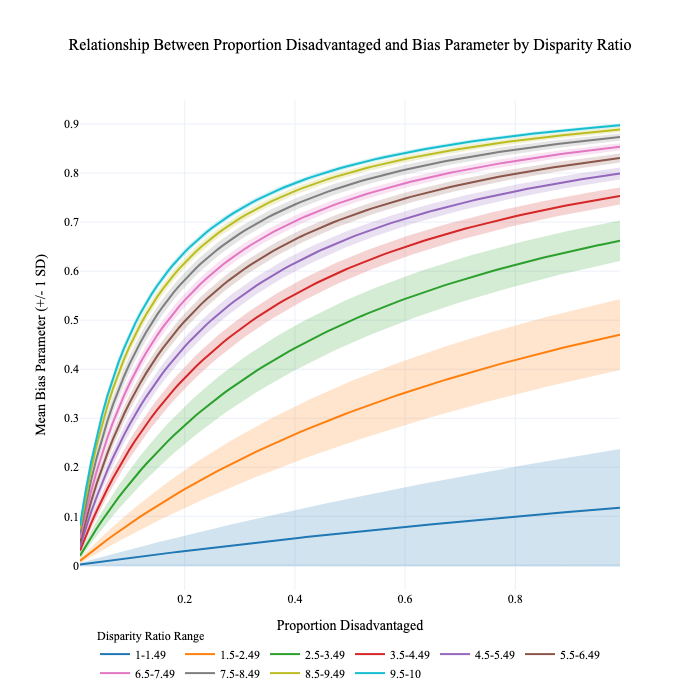 Relationship Between Proportion Disadvantaged and Bias Parameter by Disparity Ratio
Mean Bias Parameter (+/- 1 SD)
0.9
0.8
0.7
0.6
0.5
0.4
0.3
0.2
0.1
0
0.2 0.4 0.6 0.8
Proportion Disadvantaged
Disparity Ratio Range
1-1.49 1.5-2.49 2.5-3.49 3.5-4.49 4.5-5.49 5.5-6.49
6.5-7.49 7.5-8.49 8.5-9.49 9.5-10